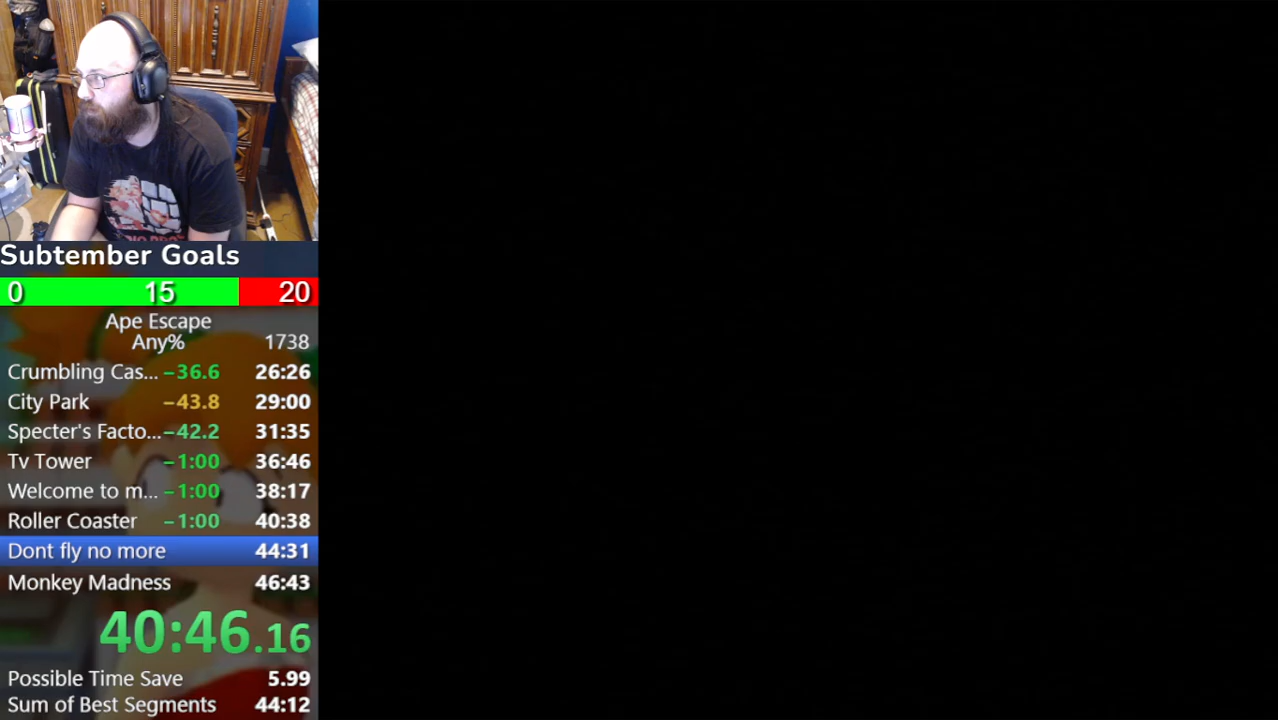 Subtember Goals
0 15 20
Ape Escape
Any% 1738
Crumbling Cas... -36.6 26:26
City Park -43.8 29:00
Specter's Facto... -42.2 31:35
Tv Tower -1:00 36:46
Welcome to m... -1:00 38:17
Roller Coaster -1:00 40:38
Dont fly no more 44:31
Monkey Madness 46:43
40:46.16
Possible Time Save 5.99
Sum of Best Segments 44:12